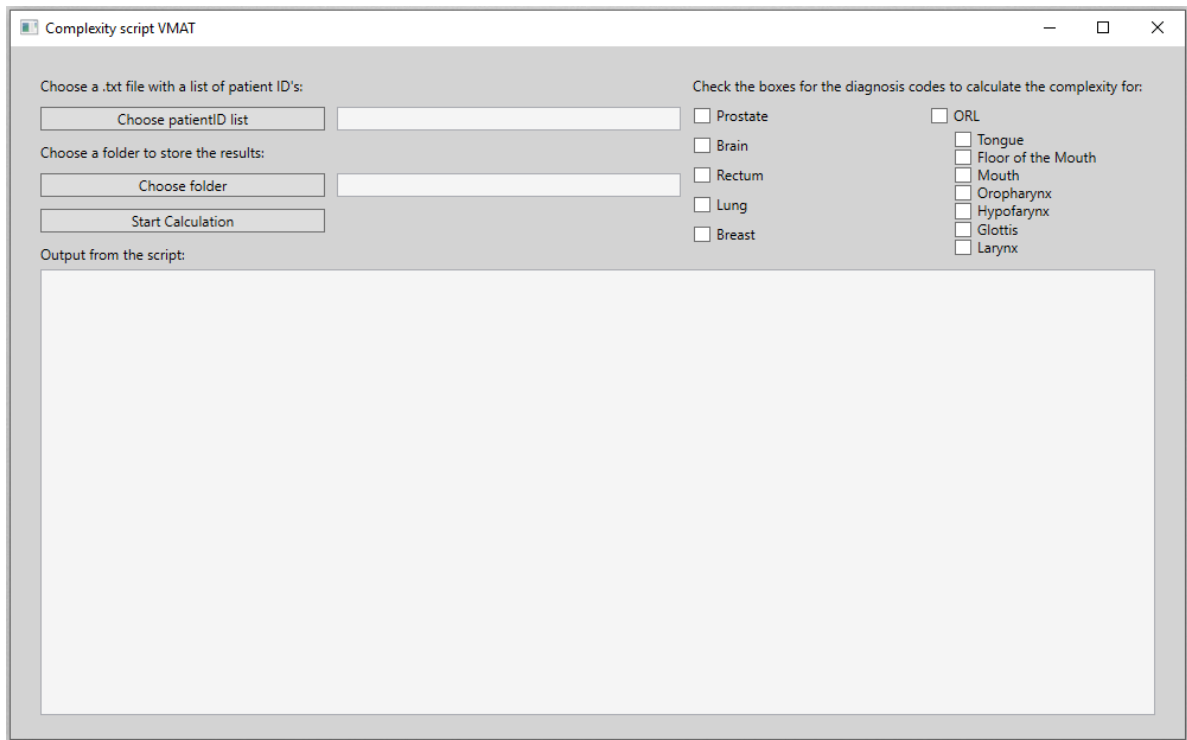 Complexity script VMAT
Choose a .txt file with a list of patient ID's:
Choose patientID list
Choose a folder to store the results:
Choose folder
Start Calculation
Output from the script:
Check the boxes for the diagnosis codes to calculate the complexity for:
Prostate
Brain
Rectum
Lung
Breast
ORL
Tongue
Floor of the Mouth
Mouth
Oropharynx
Hypofarynx
Glottis
Larynx